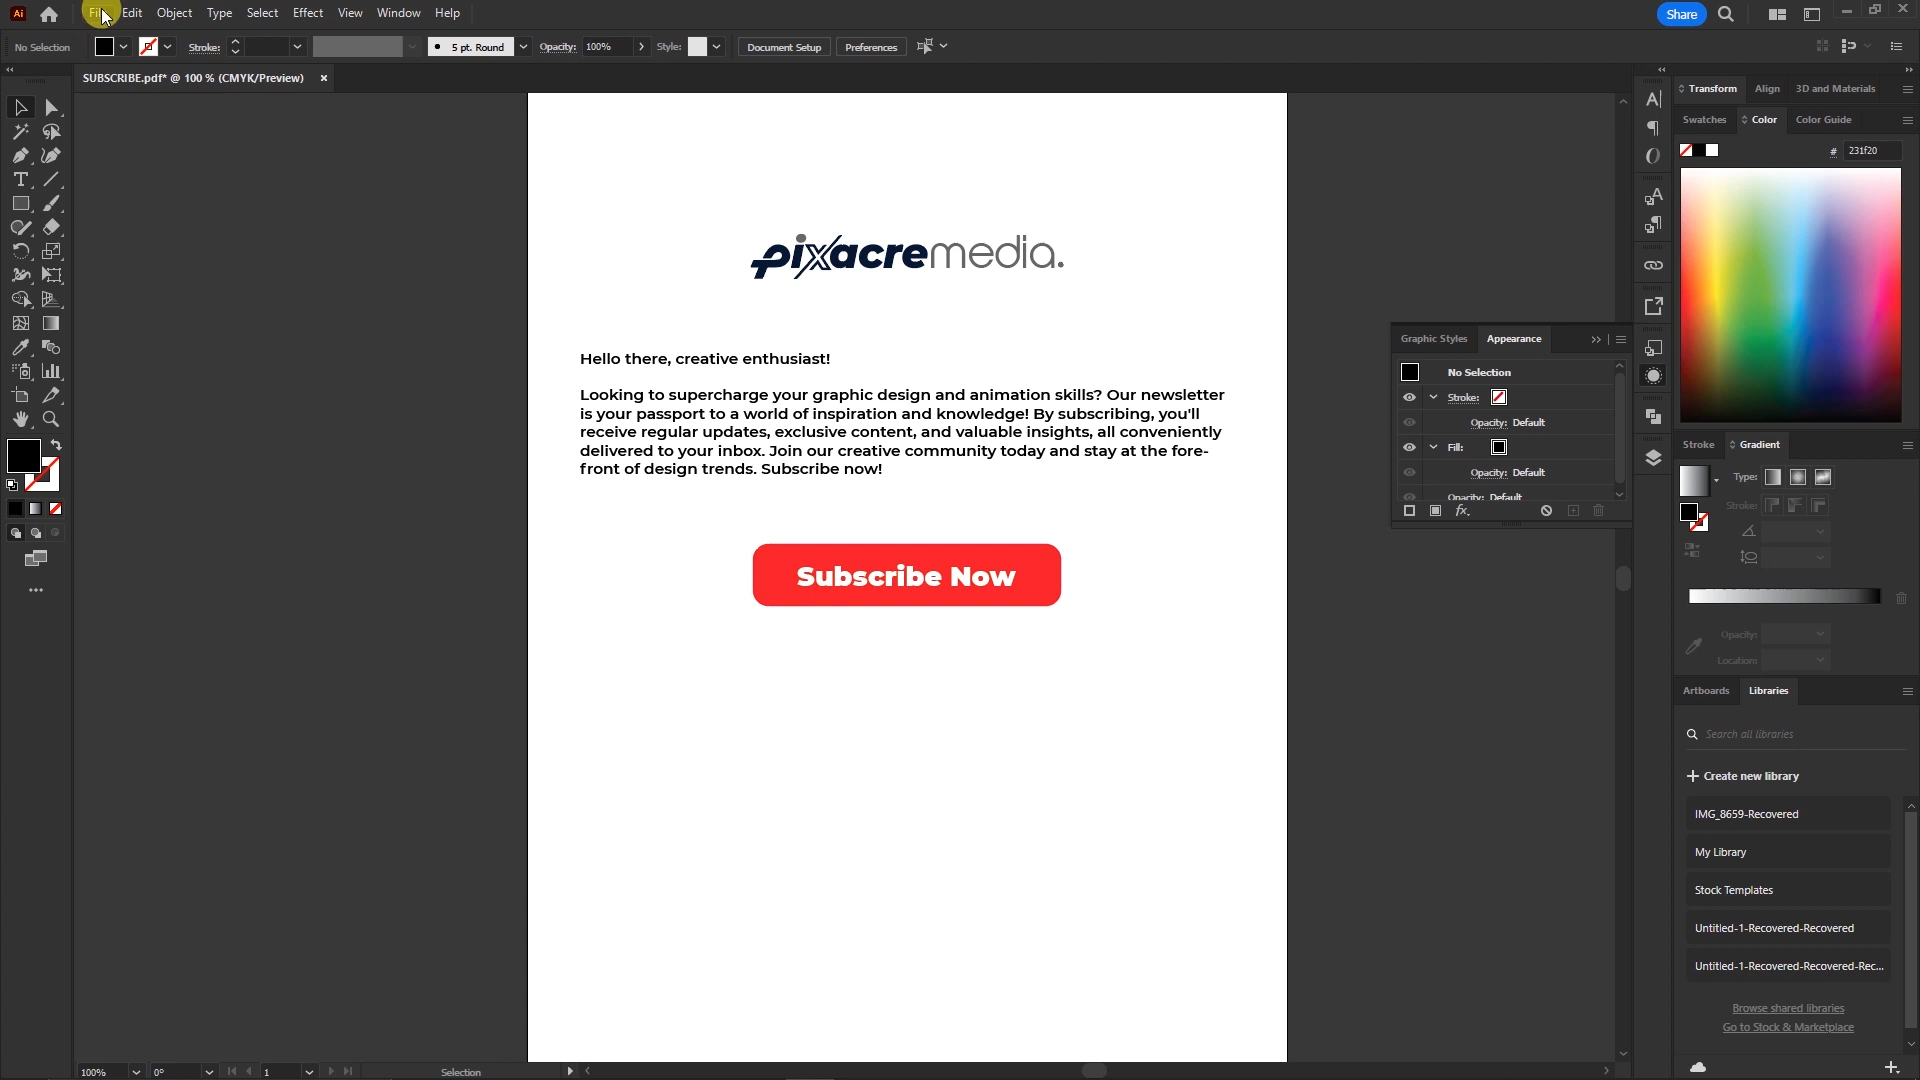 Ai File Edit Object Type Select Effect View Window Help Share
No Selection Stroke: 5 pt. Round Opacity: 100% Style: Document Setup Preferences
SUBSCRIBE.pdf* @ 100 % (CMYK/Preview) ×
Transform Align 3D and Materials
Swatches Color Color Guide
# 231f20
pixacremedia.
Hello there, creative enthusiast!
Looking to supercharge your graphic design and animation skills? Our newsletter
is your passport to a world of inspiration and knowledge! By subscribing, you'll
receive regular updates, exclusive content, and valuable insights, all conveniently
delivered to your inbox. Join our creative community today and stay at the fore-
front of design trends. Subscribe now!
Subscribe Now
Graphic Styles Appearance
No Selection
Stroke:
Opacity: Default
Fill:
Opacity: Default
Opacity: Default
fx.
Stroke Gradient
Type:
Stroke:
Opacity:
Location:
Artboards Libraries
Search all libraries
+ Create new library
IMG_8659-Recovered
My Library
Stock Templates
Untitled-1-Recovered-Recovered
Untitled-1-Recovered-Recovered-Rec...
Browse shared libraries
Go to Stock & Marketplace
100% 0° 1 Selection